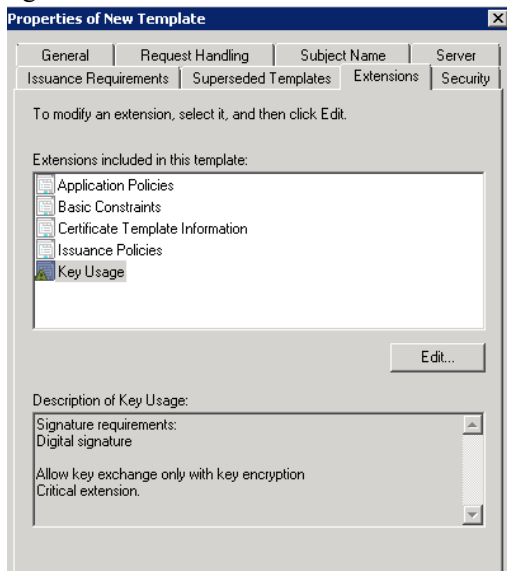 Properties of New Template
General
Request Handling
Subject Name
Server
Issuance Requirements
Superseded Templates
Extensions
Security
To modify an extension, select it, and then click Edit.
Extensions included in this template:
Application Policies
Basic Constraints
Certificate Template Information
Issuance Policies
Key Usage
Edit...
Description of Key Usage:
Signature requirements:
Digital signature
Allow key exchange only with key encryption
Critical extension.